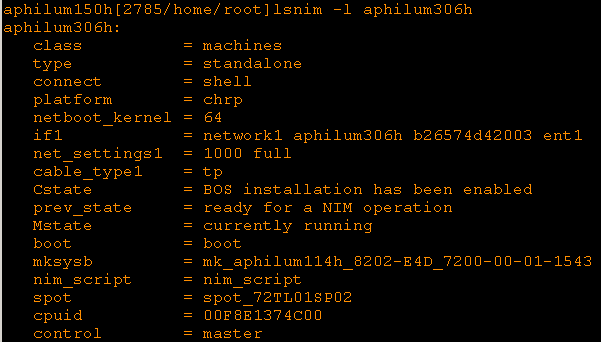 aphilum150h[2785/home/root]lsnim -l aphilum306h
aphilum306h:
   class          = machines
   type           = standalone
   connect        = shell
   platform       = chrp
   netboot_kernel = 64
   if1            = network1 aphilum306h b26574d42003 ent1
   net_settings1  = 1000 full
   cable_type1    = tp
   Cstate         = BOS installation has been enabled
   prev_state     = ready for a NIM operation
   Mstate         = currently running
   boot           = boot
   mksysb         = mk_aphilum114h_8202-E4D_7200-00-01-1543
   nim_script     = nim_script
   spot           = spot_72TL01SP02
   cpuid          = 00F8E1374C00
   control        = master